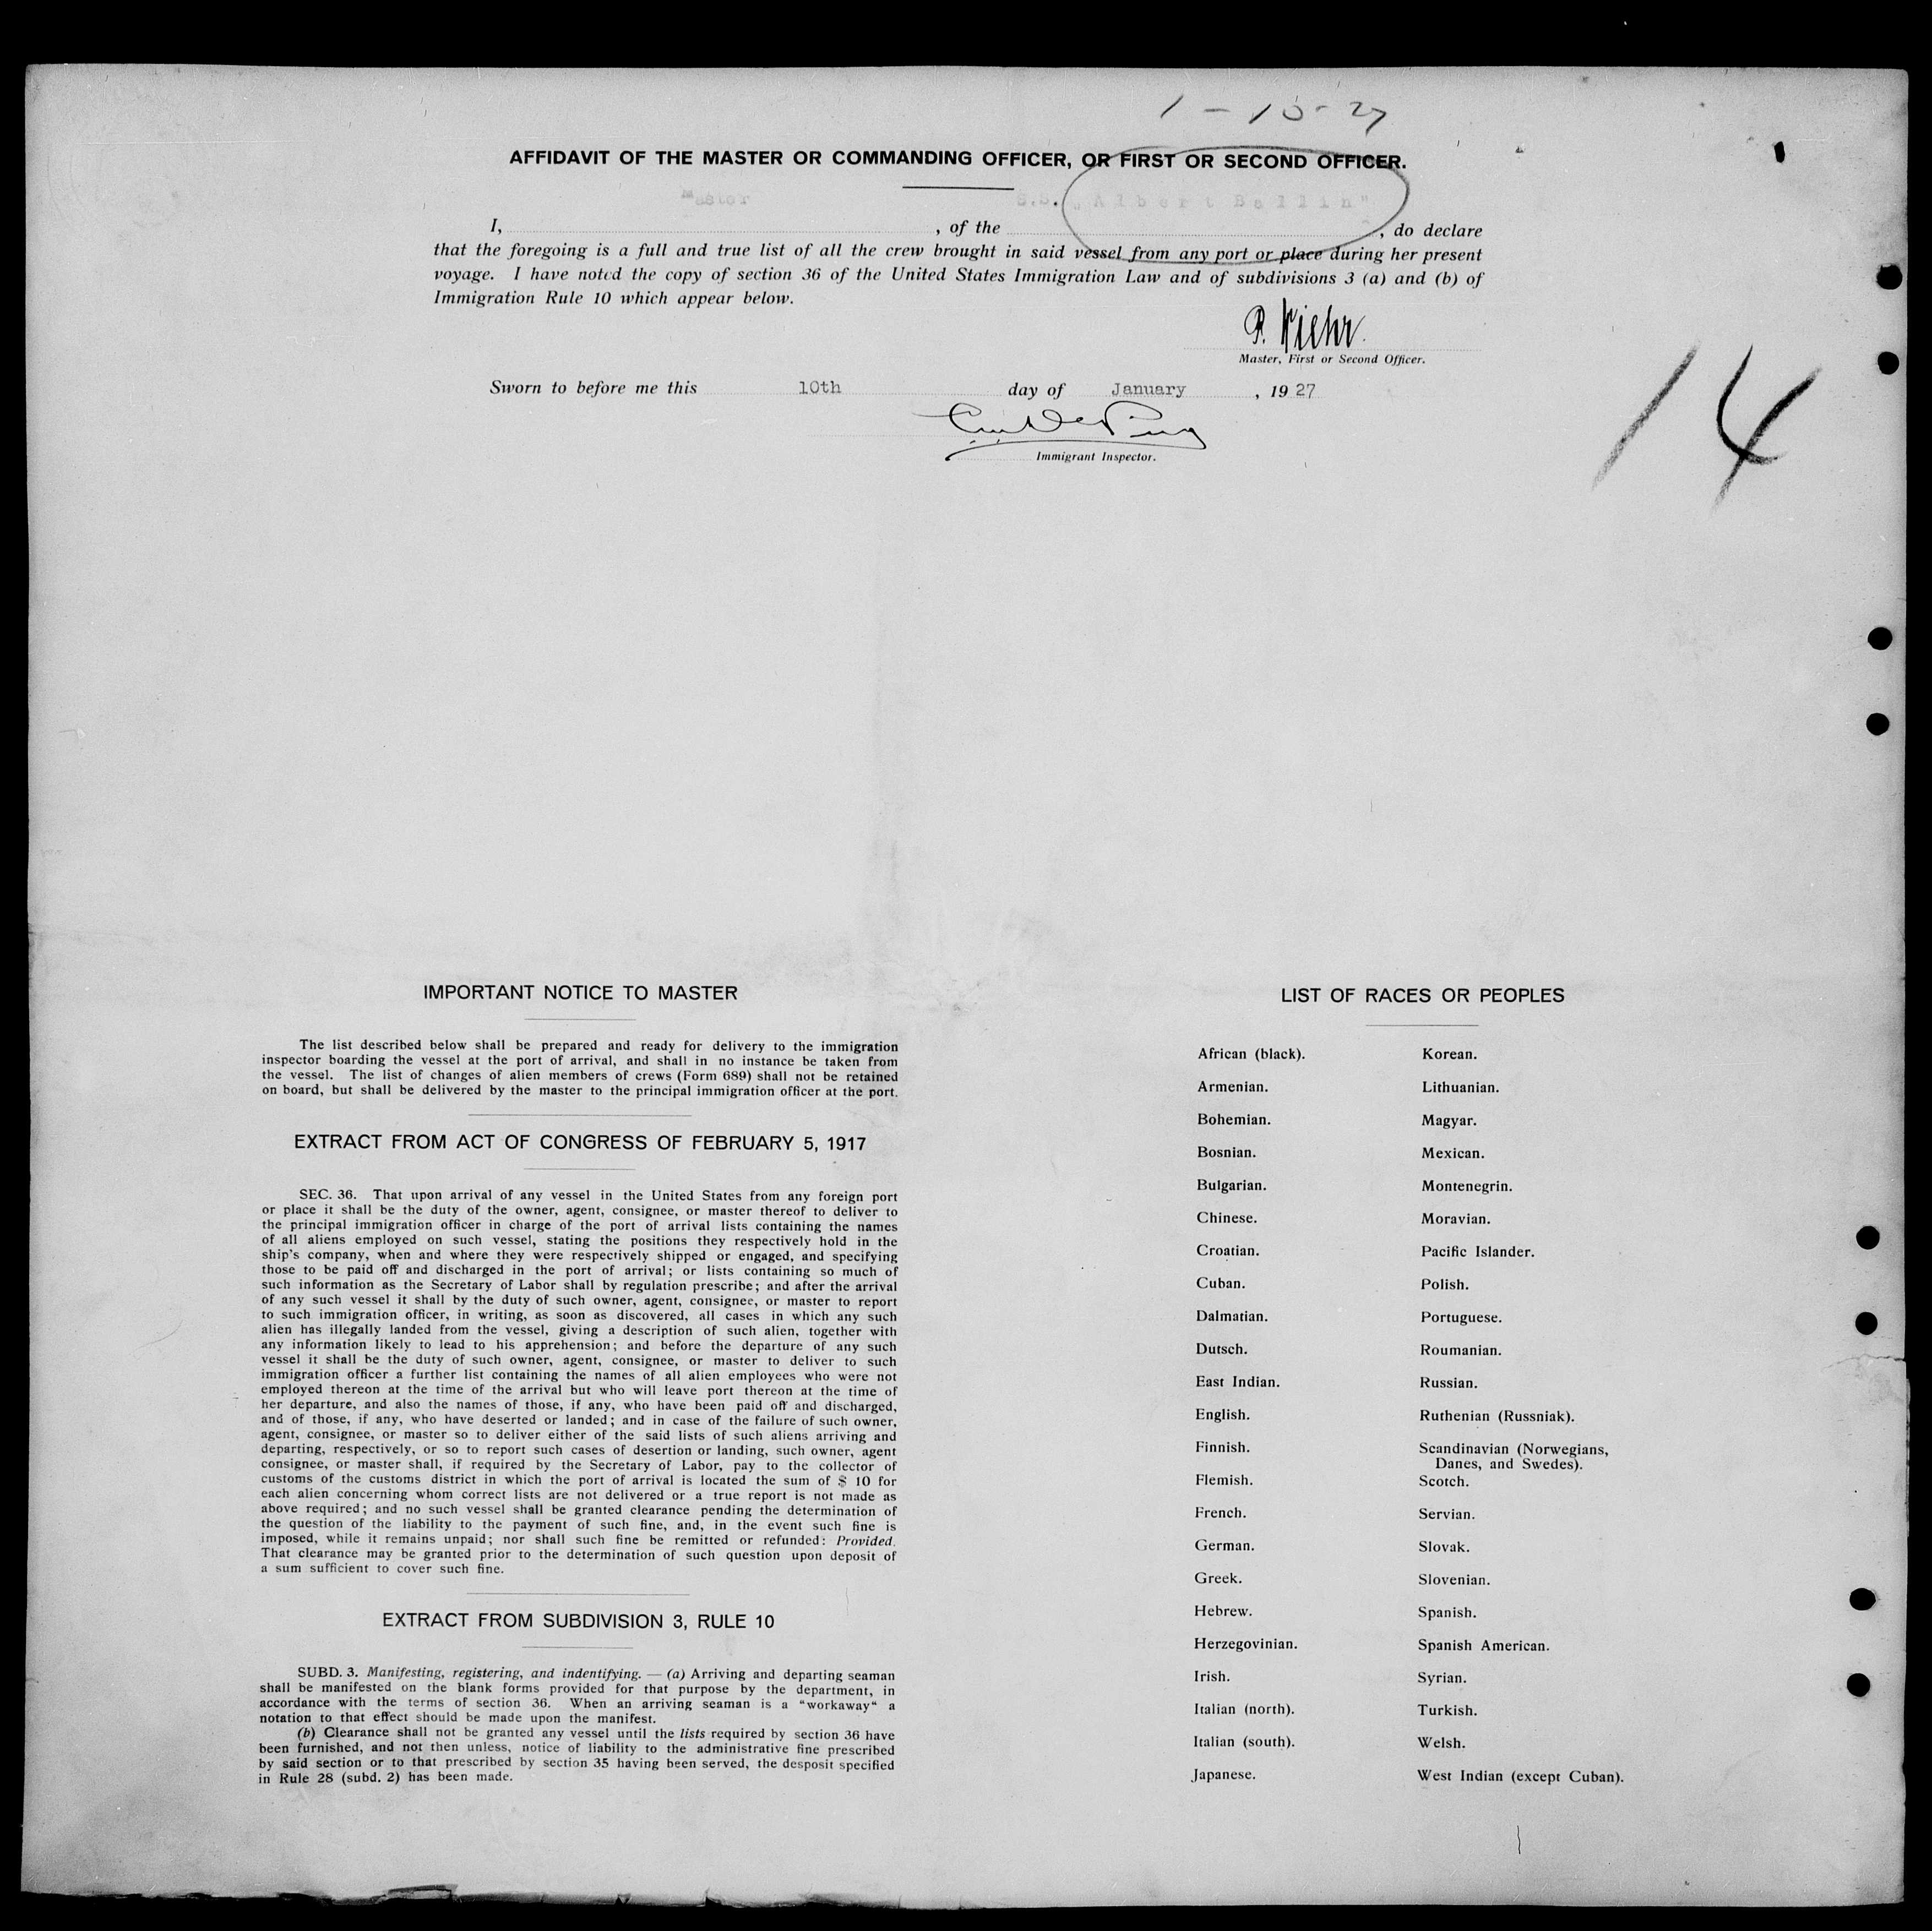 1-10-27
AFFIDAVIT OF THE MASTER OR COMMANDING OFFICER, OR FIRST OR SECOND OFFICER.
Master S.S. „Albert Ballin"
I, , of the , do declare
that the foregoing is a full and true list of all the crew brought in said vessel from any port or place during her present
voyage. I have noted the copy of section 36 of the United States Immigration Law and of subdivisions 3 (a) and (b) of
Immigration Rule 10 which appear below.
P. Wiehr.
Master, First or Second Officer.
Sworn to before me this 10th day of January , 19 27
Immigrant Inspector.
14
IMPORTANT NOTICE TO MASTER
The list described below shall be prepared and ready for delivery to the immigration
inspector boarding the vessel at the port of arrival, and shall in no instance be taken from
the vessel. The list of changes of alien members of crews (Form 689) shall not be retained
on board, but shall be delivered by the master to the principal immigration officer at the port.
EXTRACT FROM ACT OF CONGRESS OF FEBRUARY 5, 1917
SEC. 36. That upon arrival of any vessel in the United States from any foreign port
or place it shall be the duty of the owner, agent, consignee, or master thereof to deliver to
the principal immigration officer in charge of the port of arrival lists containing the names
of all aliens employed on such vessel, stating the positions they respectively hold in the
ship's company, when and where they were respectively shipped or engaged, and specifying
those to be paid off and discharged in the port of arrival; or lists containing so much of
such information as the Secretary of Labor shall by regulation prescribe; and after the arrival
of any such vessel it shall by the duty of such owner, agent, consignee, or master to report
to such immigration officer, in writing, as soon as discovered, all cases in which any such
alien has illegally landed from the vessel, giving a description of such alien, together with
any information likely to lead to his apprehension; and before the departure of any such
vessel it shall be the duty of such owner, agent, consignee, or master to deliver to such
immigration officer a further list containing the names of all alien employees who were not
employed thereon at the time of the arrival but who will leave port thereon at the time of
her departure, and also the names of those, if any, who have been paid off and discharged,
and of those, if any, who have deserted or landed; and in case of the failure of such owner,
agent, consignee, or master so to deliver either of the said lists of such aliens arriving and
departing, respectively, or so to report such cases of desertion or landing, such owner, agent
consignee, or master shall, if required by the Secretary of Labor, pay to the collector of
customs of the customs district in which the port of arrival is located the sum of $ 10 for
each alien concerning whom correct lists are not delivered or a true report is not made as
above required; and no such vessel shall be granted clearance pending the determination of
the question of the liability to the payment of such fine, and, in the event such fine is
imposed, while it remains unpaid; nor shall such fine be remitted or refunded: Provided.
That clearance may be granted prior to the determination of such question upon deposit of
a sum sufficient to cover such fine.
EXTRACT FROM SUBDIVISION 3, RULE 10
SUBD. 3. Manifesting, registering, and indentifying. — (a) Arriving and departing seaman
shall be manifested on the blank forms provided for that purpose by the department, in
accordance with the terms of section 36. When an arriving seaman is a “workaway“ a
notation to that effect should be made upon the manifest.
(b) Clearance shall not be granted any vessel until the lists required by section 36 have
been furnished, and not then unless, notice of liability to the administrative fine prescribed
by said section or to that prescribed by section 35 having been served, the desposit specified
in Rule 28 (subd. 2) has been made.
LIST OF RACES OR PEOPLES
African (black). Korean.
Armenian. Lithuanian.
Bohemian. Magyar.
Bosnian. Mexican.
Bulgarian. Montenegrin.
Chinese. Moravian.
Croatian. Pacific Islander.
Cuban. Polish.
Dalmatian. Portuguese.
Dutsch. Roumanian.
East Indian. Russian.
English. Ruthenian (Russniak).
Finnish. Scandinavian (Norwegians,
Danes, and Swedes).
Flemish. Scotch.
French. Servian.
German. Slovak.
Greek. Slovenian.
Hebrew. Spanish.
Herzegovinian. Spanish American.
Irish. Syrian.
Italian (north). Turkish.
Italian (south). Welsh.
Japanese. West Indian (except Cuban).